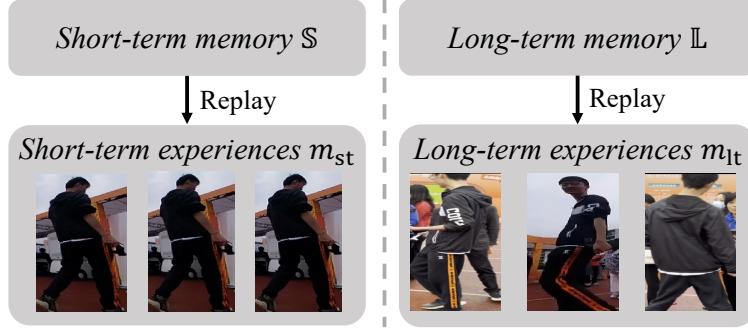 Short-term memory 𝕊
Replay
Short-term experiences m_st
Long-term memory 𝕃
Replay
Long-term experiences m_lt